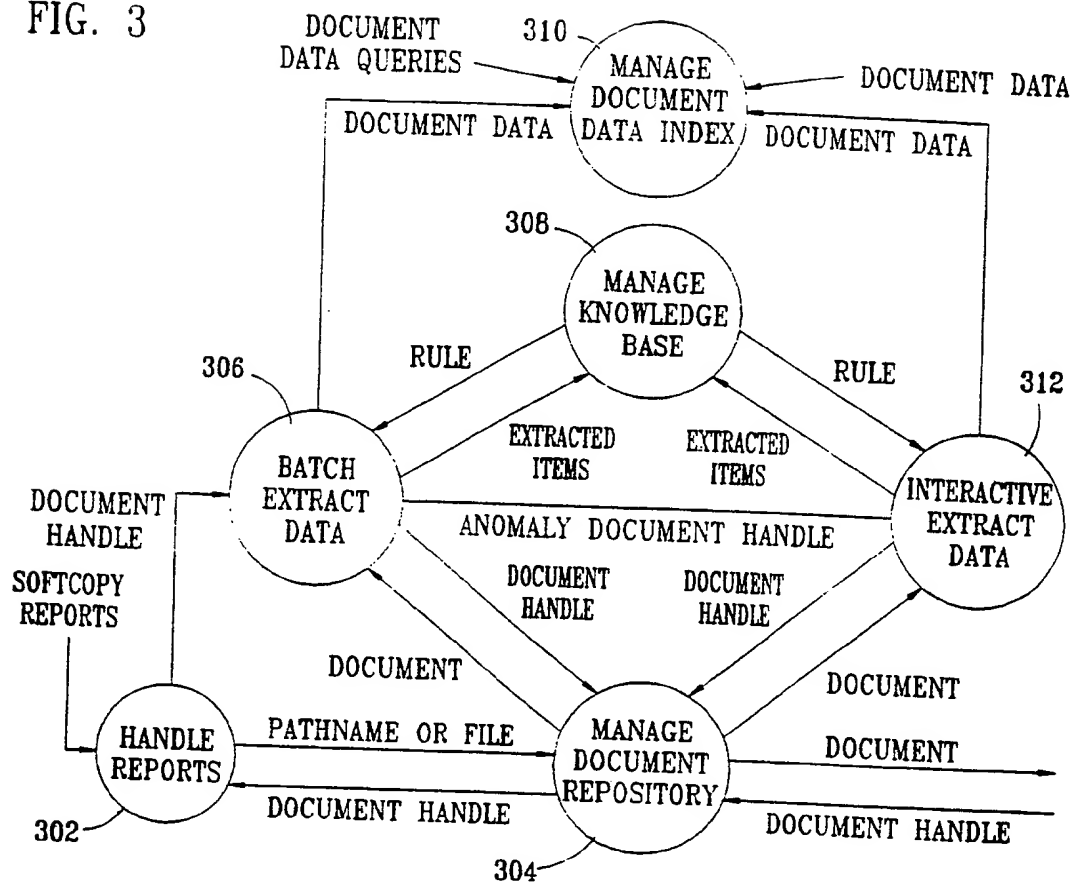 FIG. 3
DOCUMENT
DATA QUERIES
310
MANAGE
DOCUMENT
DATA INDEX
DOCUMENT DATA
DOCUMENT DATA
DOCUMENT DATA
308
MANAGE
KNOWLEDGE
BASE
RULE
RULE
306
312
EXTRACTED
ITEMS
EXTRACTED
ITEMS
BATCH
EXTRACT
DATA
INTERACTIVE
EXTRACT
DATA
DOCUMENT
HANDLE
ANOMALY DOCUMENT HANDLE
SOFTCOPY
REPORTS
DOCUMENT
HANDLE
DOCUMENT
HANDLE
DOCUMENT
DOCUMENT
HANDLE
REPORTS
PATHNAME OR FILE
MANAGE
DOCUMENT
REPOSITORY
DOCUMENT
DOCUMENT HANDLE
DOCUMENT HANDLE
302
304